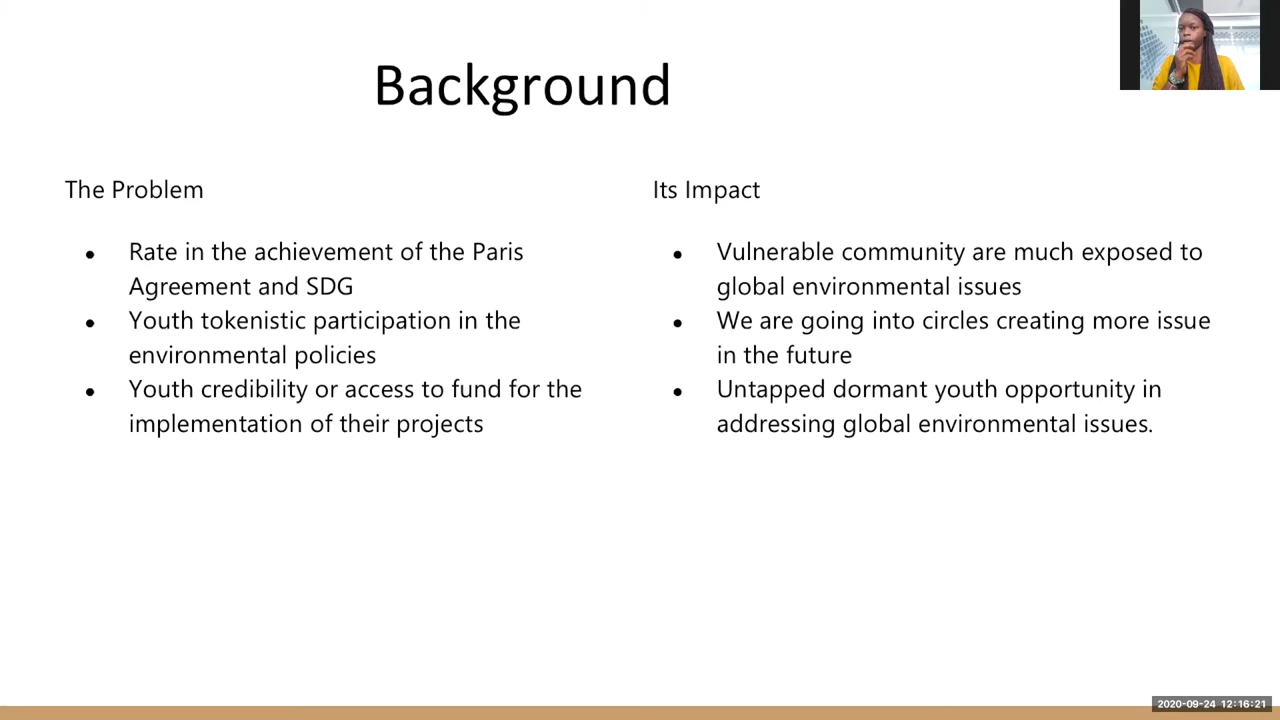 Background
The Problem
• Rate in the achievement of the Paris
Agreement and SDG
• Youth tokenistic participation in the
environmental policies
• Youth credibility or access to fund for the
implementation of their projects
Its Impact
• Vulnerable community are much exposed to
global environmental issues
• We are going into circles creating more issue
in the future
• Untapped dormant youth opportunity in
addressing global environmental issues.
2020-09-24 12:16:21